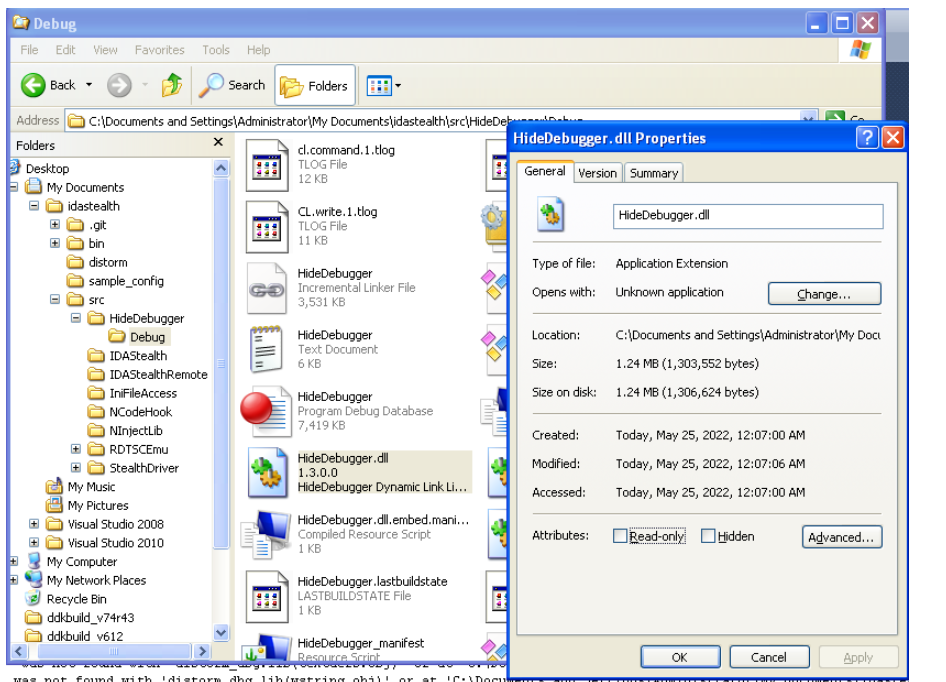 Debug
File Edit View Favorites Tools Help
Back Search Folders
Address C:\Documents and Settings\Administrator\My Documents\idastealth\src\HideDebugger\Debug Go
Folders
Desktop
My Documents
idastealth
.git
bin
distorm
sample_config
src
HideDebugger
Debug
IDAStealth
IDAStealthRemote
IniFileAccess
NCodeHook
NInjectLib
RDTSCEmu
StealthDriver
My Music
My Pictures
Visual Studio 2008
Visual Studio 2010
My Computer
My Network Places
Recycle Bin
ddkbuild_v74r43
ddkbuild_v612
cl.command.1.tlog
TLOG File
12 KB
CL.write.1.tlog
TLOG File
11 KB
HideDebugger
Incremental Linker File
3,531 KB
HideDebugger
Text Document
6 KB
HideDebugger
Program Debug Database
7,419 KB
HideDebugger.dll
1.3.0.0
HideDebugger Dynamic Link Li...
HideDebugger.dll.embed.mani...
Compiled Resource Script
1 KB
HideDebugger.lastbuildstate
LASTBUILDSTATE File
1 KB
HideDebugger_manifest
Resource Script
HideDebugger.dll Properties
General Version Summary
HideDebugger.dll
Type of file: Application Extension
Opens with: Unknown application Change...
Location: C:\Documents and Settings\Administrator\My Docu
Size: 1.24 MB (1,303,552 bytes)
Size on disk: 1.24 MB (1,306,624 bytes)
Created: Today, May 25, 2022, 12:07:00 AM
Modified: Today, May 25, 2022, 12:07:06 AM
Accessed: Today, May 25, 2022, 12:07:00 AM
Attributes: Read-only Hidden Advanced...
OK Cancel Apply
was not found with 'distorm_dbg.lib(wstring.obj)' or at 'C:\Documents and